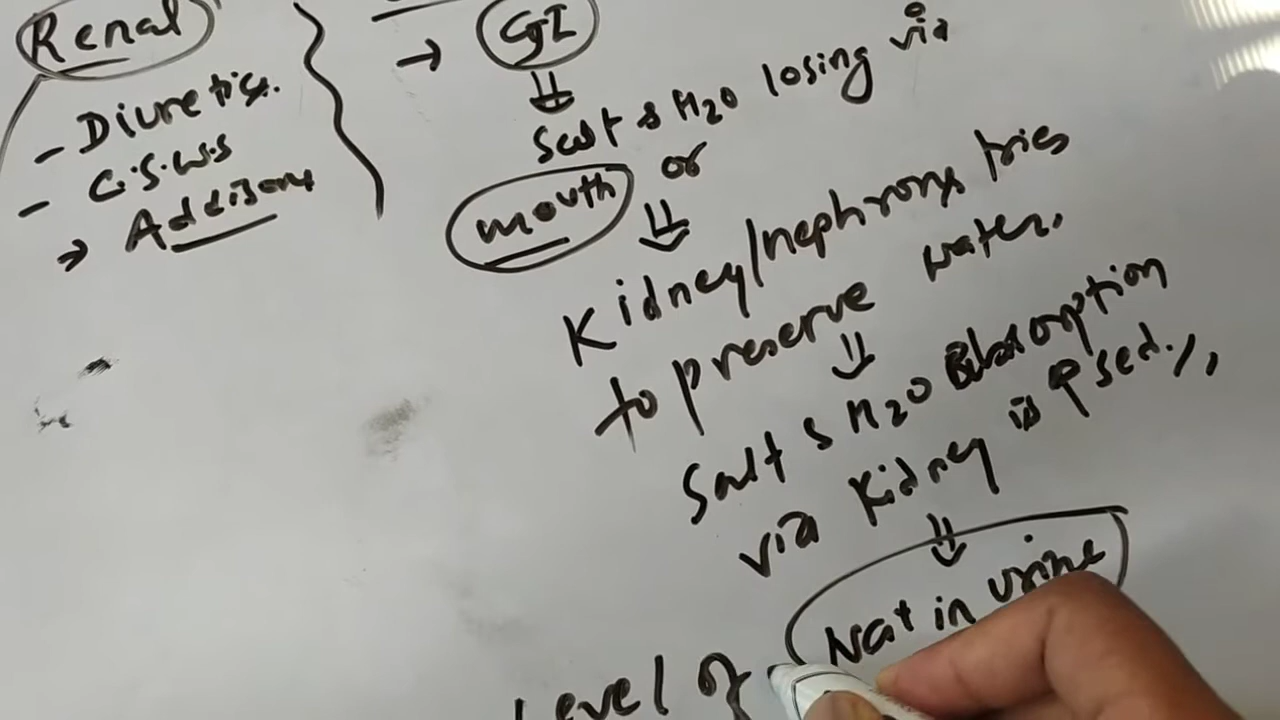 Renal
- Diuretics.
- C.S.W.S
→ Addisons
→ GI
⇓
Salt & H2O losing via
mouth or
⇓
Kidney/nephrons tries
to preserve water.
⇓
Salt & H2O
via Kidney is ↑sed.
⇓
Na+ in urine
Level of